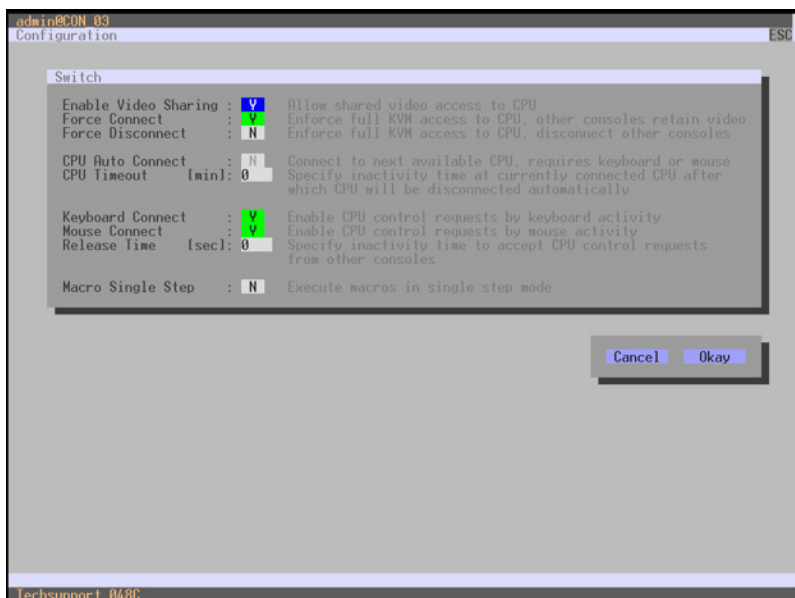 admin@CON_03
Configuration ESC
Switch
Enable Video Sharing : Y Allow shared video access to CPU
Force Connect : Y Enforce full KVM access to CPU, other consoles retain video
Force Disconnect : N Enforce full KVM access to CPU, disconnect other consoles
CPU Auto Connect : N Connect to next available CPU, requires keyboard or mouse
CPU Timeout [min]: 0 Specify inactivity time at currently connected CPU after
which CPU will be disconnected automatically
Keyboard Connect : Y Enable CPU control requests by keyboard activity
Mouse Connect : Y Enable CPU control requests by mouse activity
Release Time [sec]: 0 Specify inactivity time to accept CPU control requests
from other consoles
Macro Single Step : N Execute macros in single step mode
Cancel Okay
Techsupport 048C